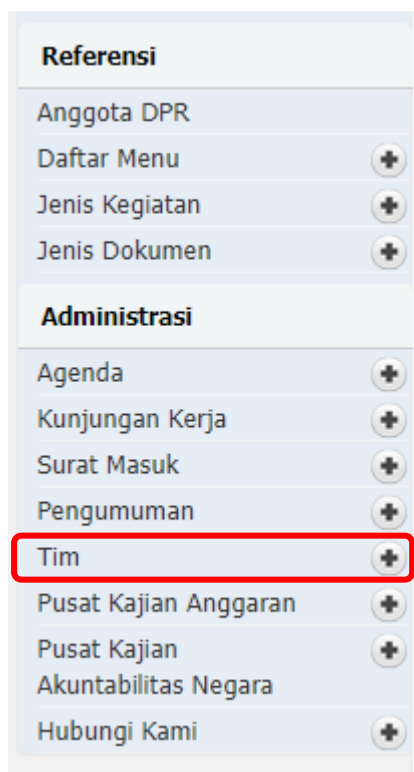 Referensi
Anggota DPR
Daftar Menu
Jenis Kegiatan
Jenis Dokumen
Administrasi
Agenda
Kunjungan Kerja
Surat Masuk
Pengumuman
Tim
Pusat Kajian Anggaran
Pusat Kajian
Akuntabilitas Negara
Hubungi Kami